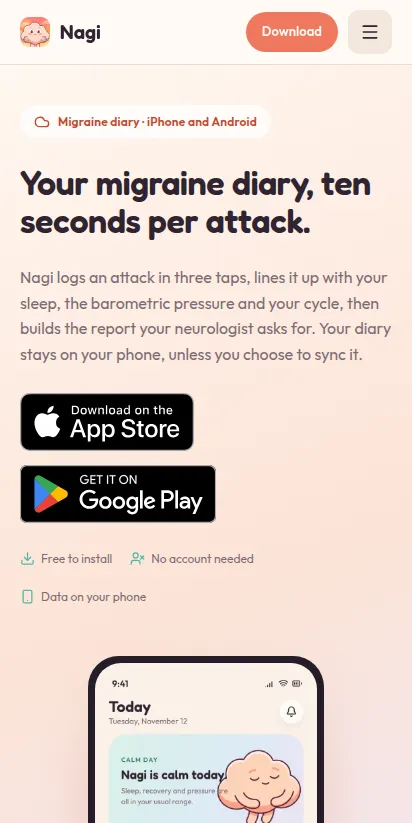 Nagi
Download
Migraine diary · iPhone and Android
Your migraine diary, ten
seconds per attack.
Nagi logs an attack in three taps, lines it up with your
sleep, the barometric pressure and your cycle, then
builds the report your neurologist asks for. Your diary
stays on your phone, unless you choose to sync it.
Download on the
App Store
GET IT ON
Google Play
Free to install
No account needed
Data on your phone
9:41
Today
Tuesday, November 12
CALM DAY
Nagi is calm today.
Sleep, recovery and pressure are
all in your usual range.